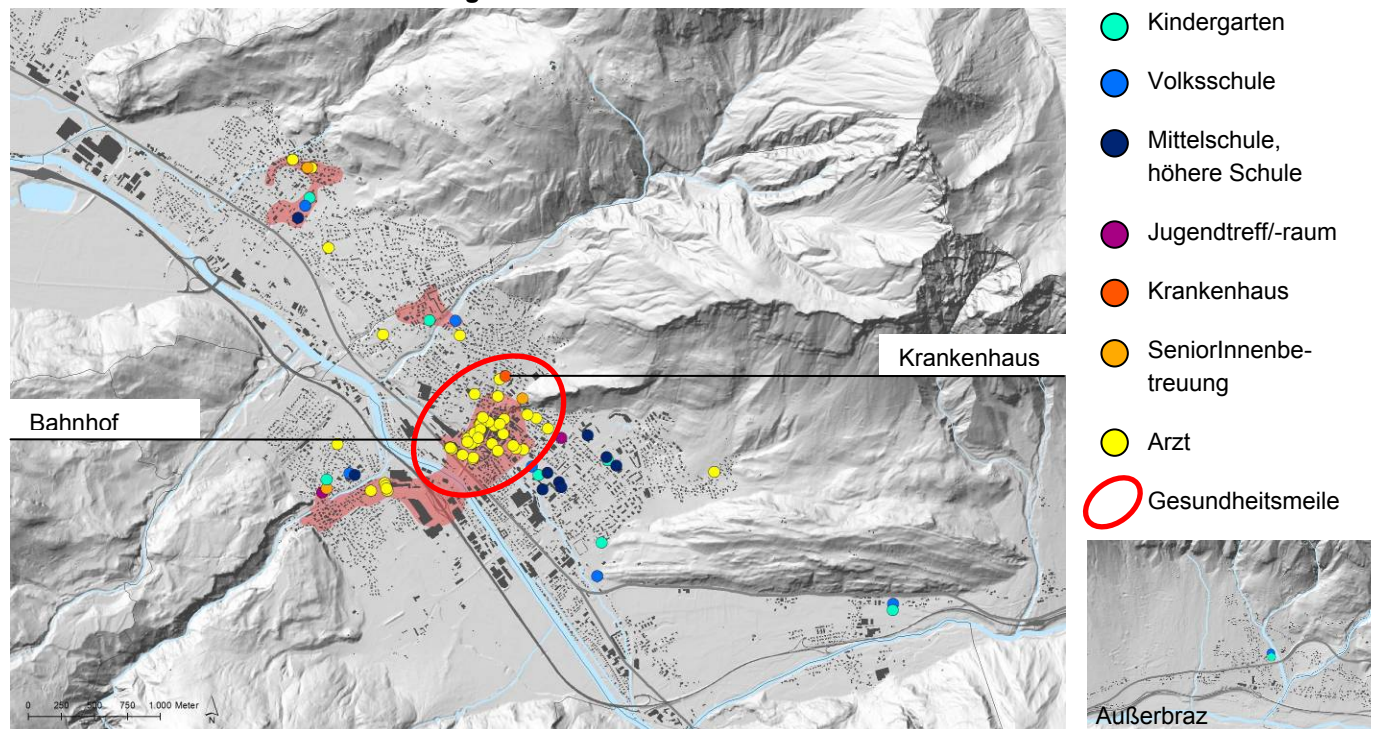 Kindergarten
Volksschule
Mittelschule,
höhere Schule
Jugendtreff/-raum
Krankenhaus
SeniorInnenbe-
treuung
Arzt
Gesundheitsmeile
Krankenhaus
Bahnhof
0 250 500 750 1.000 Meter
N
Außerbraz